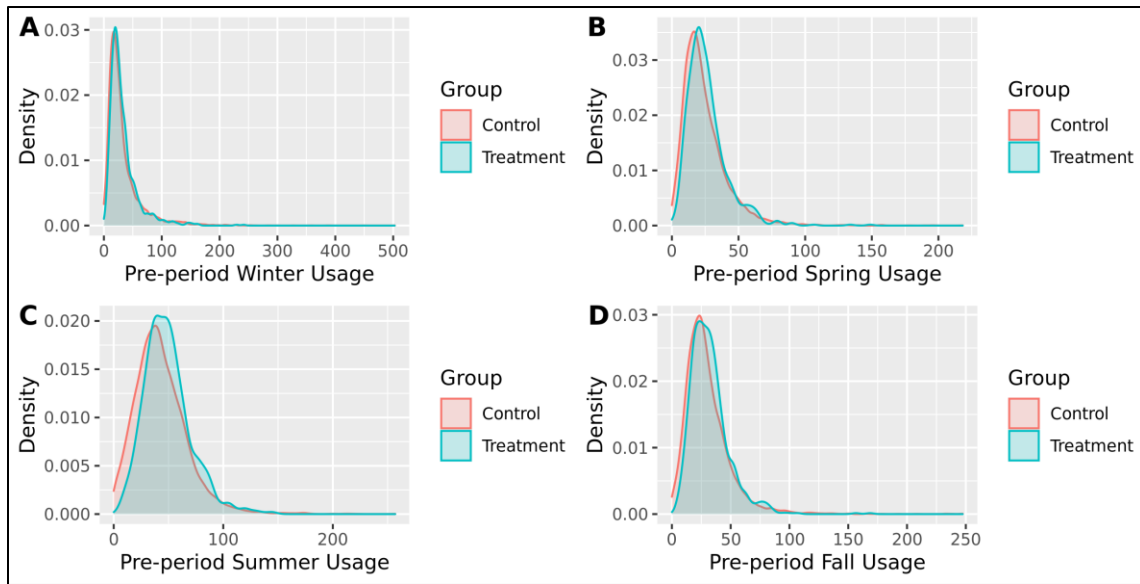 A
0.03
0.02
0.01
0.00
Density
0 100 200 300 400 500
Pre-period Winter Usage
Group
Control
Treatment
B
0.03
0.02
0.01
0.00
Density
0 50 100 150 200
Pre-period Spring Usage
Group
Control
Treatment
C
0.020
0.015
0.010
0.005
0.000
Density
0 100 200
Pre-period Summer Usage
Group
Control
Treatment
D
0.03
0.02
0.01
0.00
Density
0 50 100 150 200 250
Pre-period Fall Usage
Group
Control
Treatment